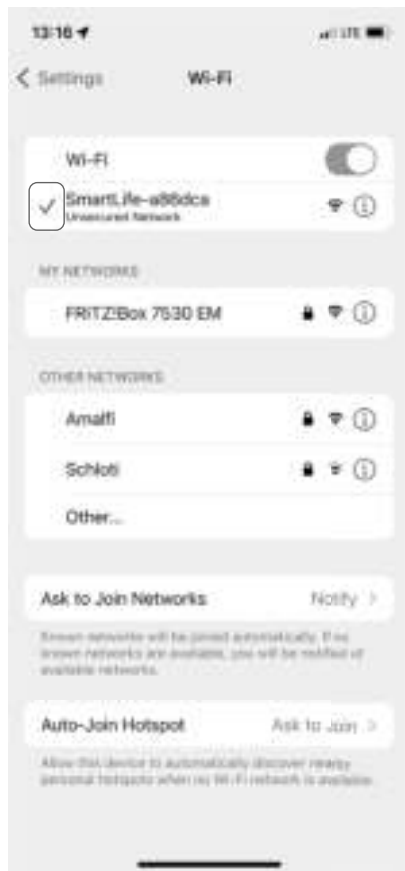 13:16
LTE
Settings
Wi-Fi
Wi-Fi
SmartLife-a86dca
Unsecured Network
MY NETWORKS
FRITZ!Box 7530 EM
OTHER NETWORKS
Amalfi
Schloti
Other...
Ask to Join Networks
Notify
Known networks will be joined automatically. If no
known networks are available, you will be notified of
available networks.
Auto-Join Hotspot
Ask to Join
Allow this device to automatically discover nearby
personal hotspots when no Wi-Fi network is available.